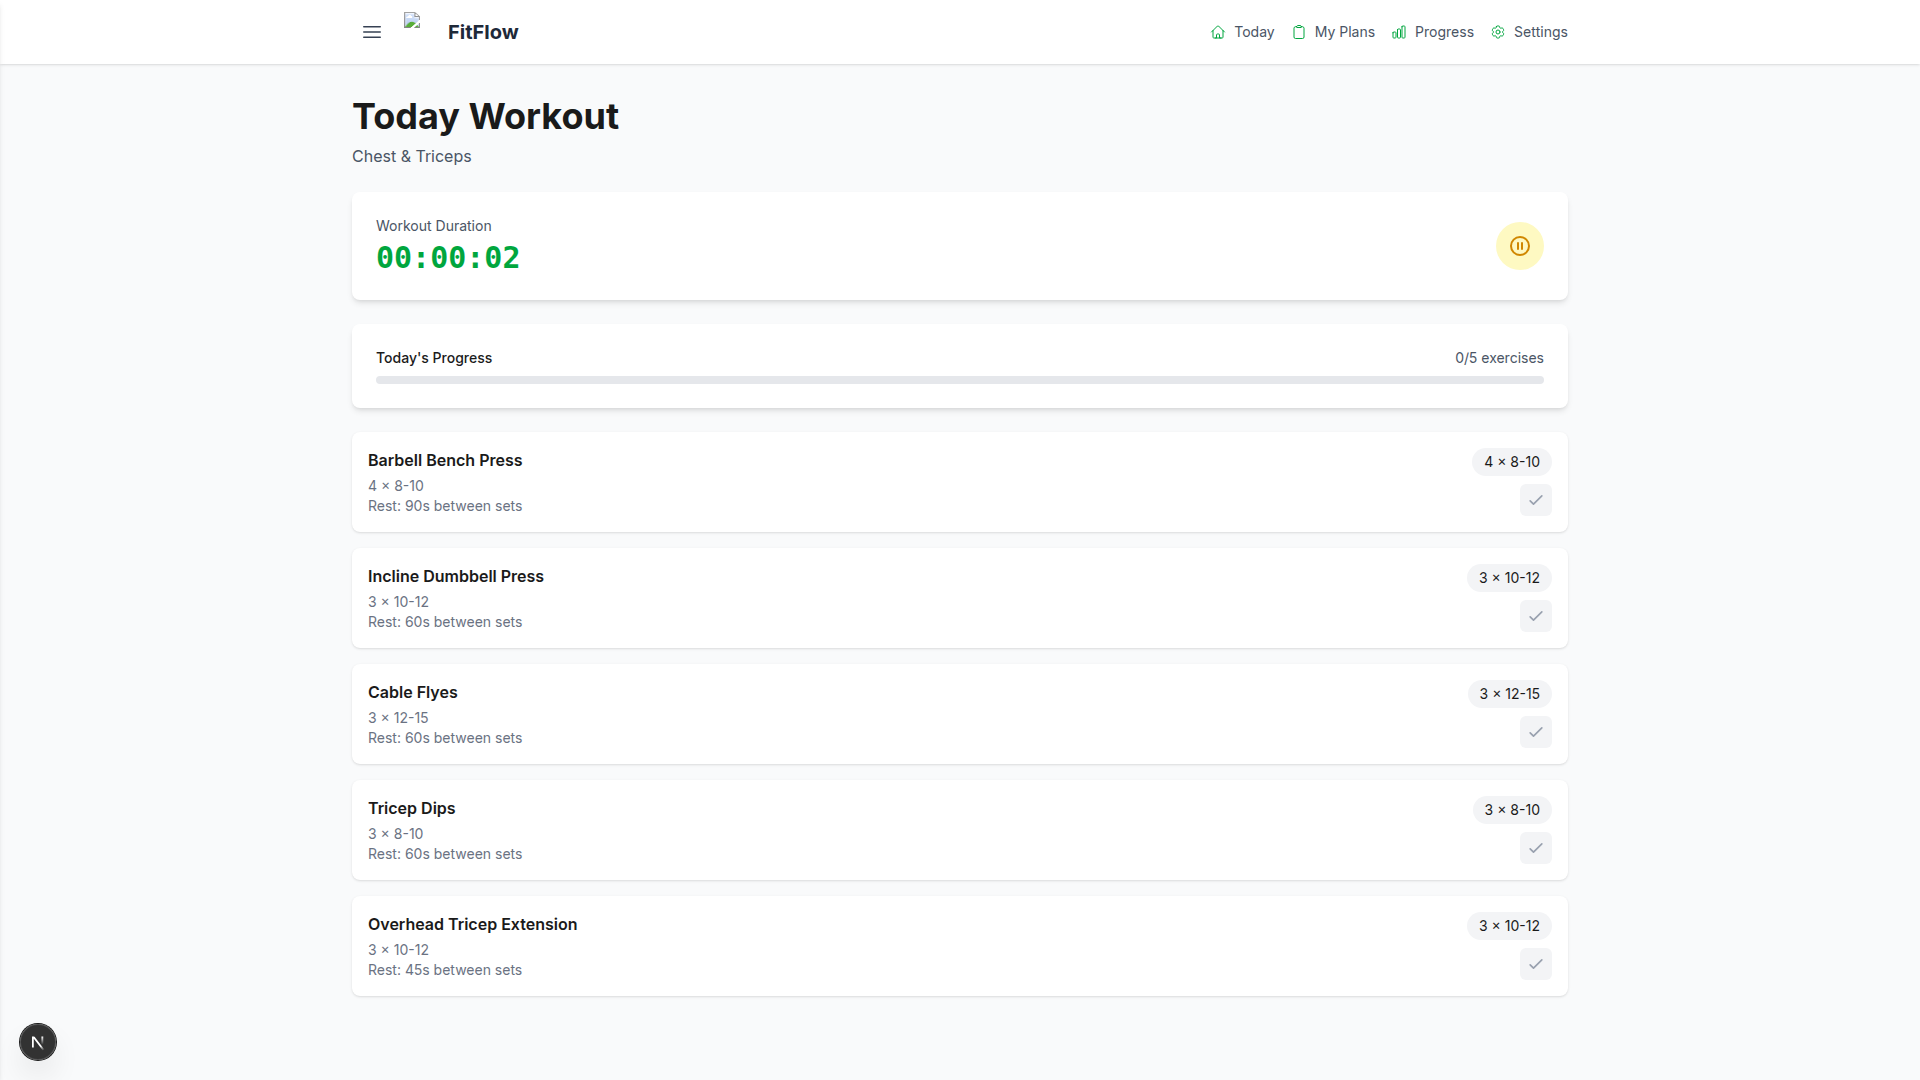 FitFlow
Today
My Plans
Progress
Settings
Today Workout
Chest & Triceps
Workout Duration
00:00:02
Today's Progress
0/5 exercises
Barbell Bench Press
4 × 8-10
4 × 8-10
Rest: 90s between sets
Incline Dumbbell Press
3 × 10-12
3 × 10-12
Rest: 60s between sets
Cable Flyes
3 × 12-15
3 × 12-15
Rest: 60s between sets
Tricep Dips
3 × 8-10
3 × 8-10
Rest: 60s between sets
Overhead Tricep Extension
3 × 10-12
3 × 10-12
Rest: 45s between sets
N